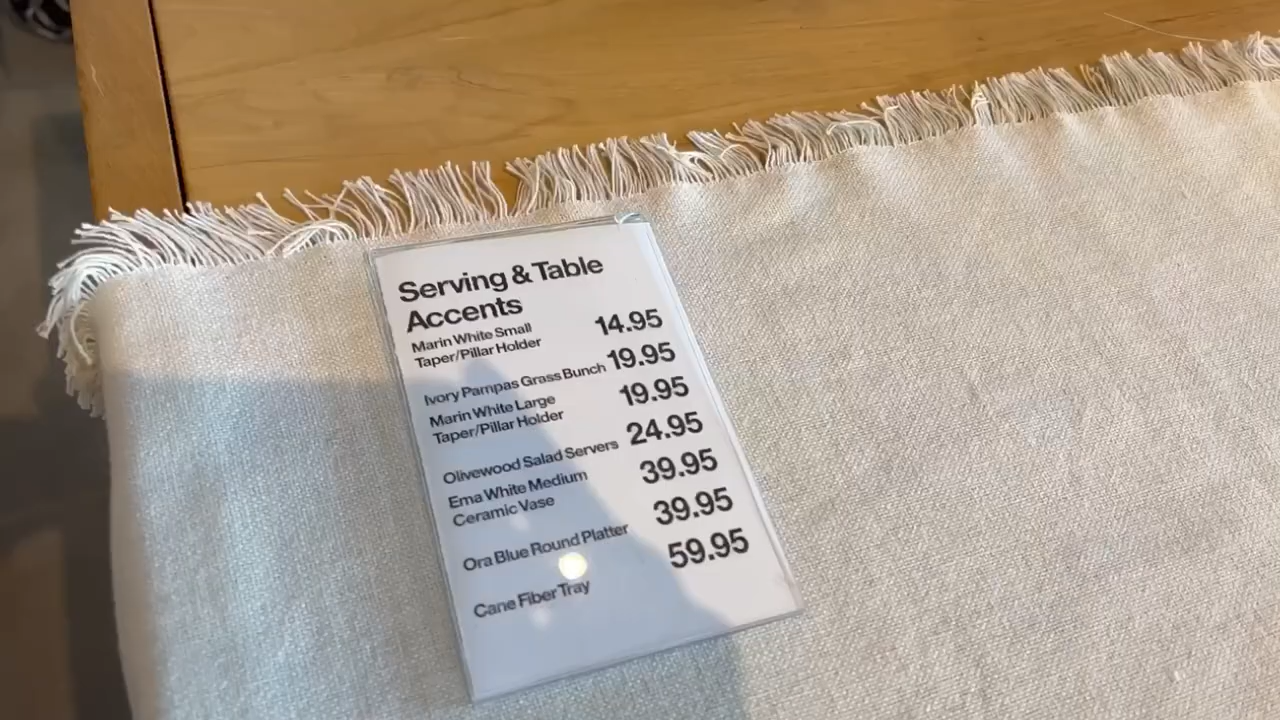 Serving & Table
Accents
Marin White Small
Taper/Pillar Holder 14.95
Ivory Pampas Grass Bunch 19.95
Marin White Large
Taper/Pillar Holder 19.95
Olivewood Salad Servers 24.95
Ema White Medium
Ceramic Vase 39.95
Ora Blue Round Platter 39.95
Cane Fiber Tray 59.95